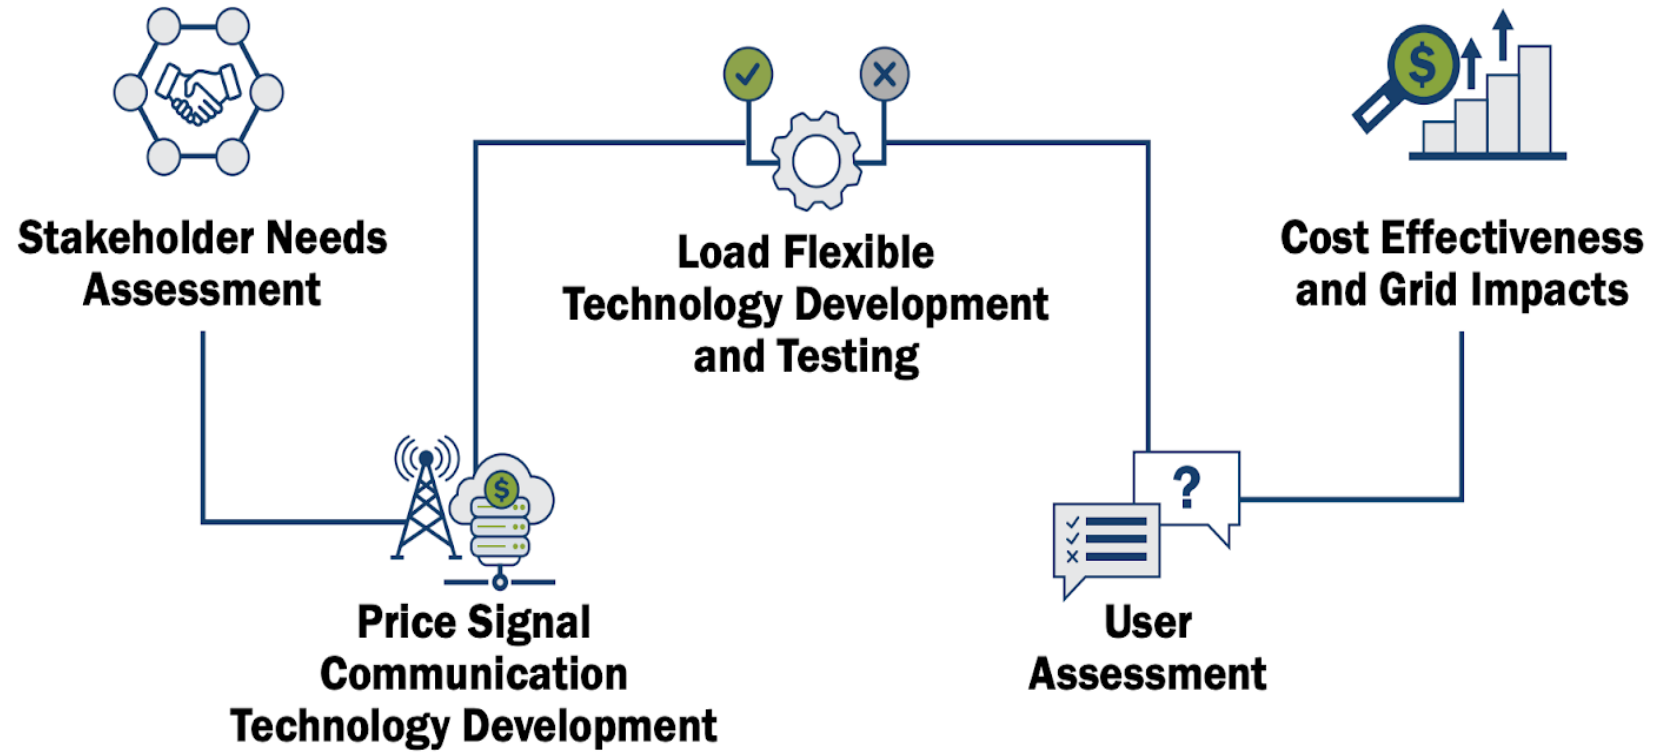 Stakeholder Needs
Assessment
$
Price Signal
Communication
Technology Development
Load Flexible
Technology Development
and Testing
?
User
Assessment
$
Cost Effectiveness
and Grid Impacts